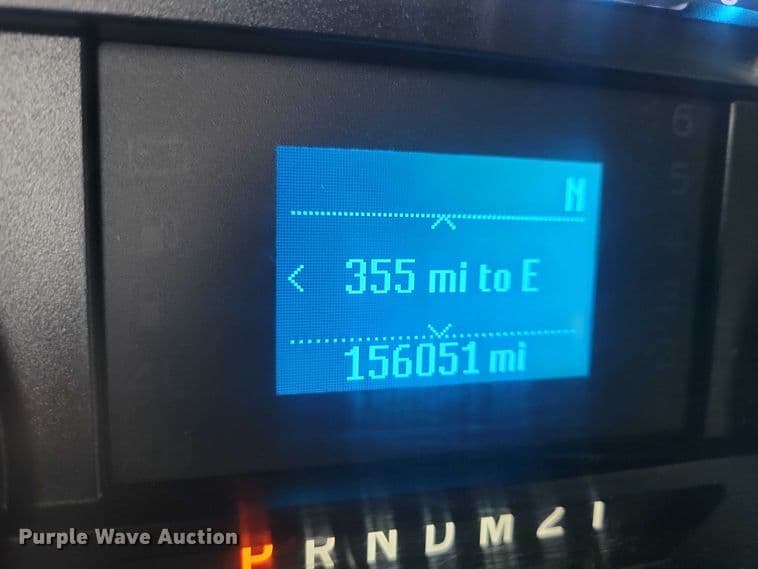 N
355 mi to E
156051 mi
P R N D M 2 1
Purple Wave Auction